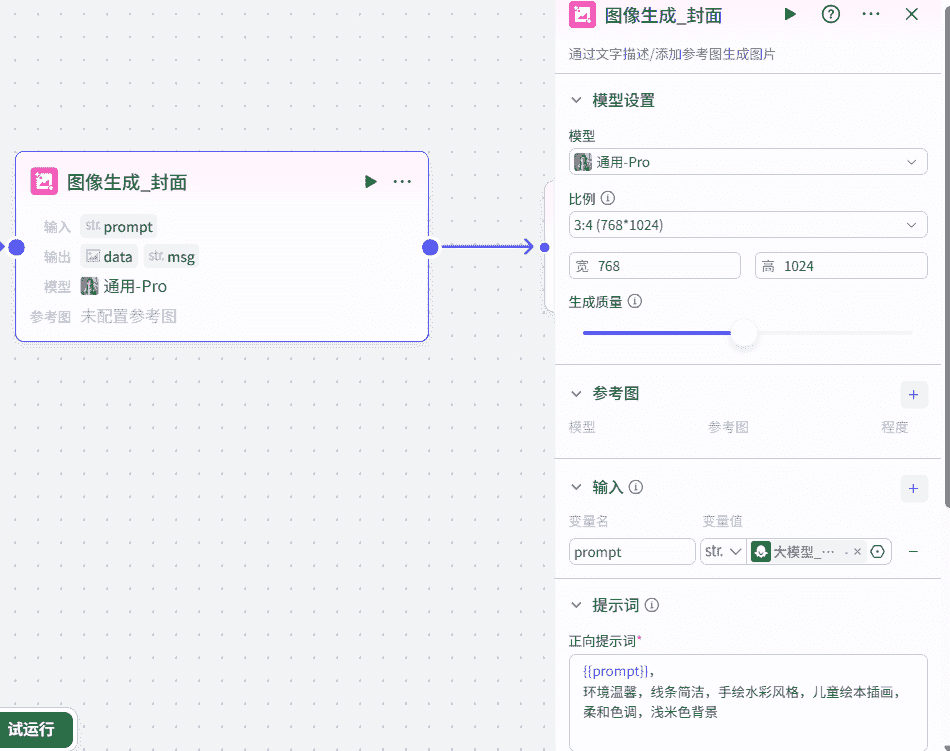 图像生成_封面
输入 str. prompt
输出 data str. msg
模型 通用-Pro
参考图 未配置参考图
试运行
图像生成_封面
通过文字描述/添加参考图生成图片
模型设置
模型
通用-Pro
比例
3:4 (768*1024)
宽 768 高 1024
生成质量
参考图
模型 参考图 程度
输入
变量名 变量值
prompt str. 大模型_…
提示词
正向提示词*
{{prompt}},
环境温馨，线条简洁，手绘水彩风格，儿童绘本插画，
柔和色调，浅米色背景